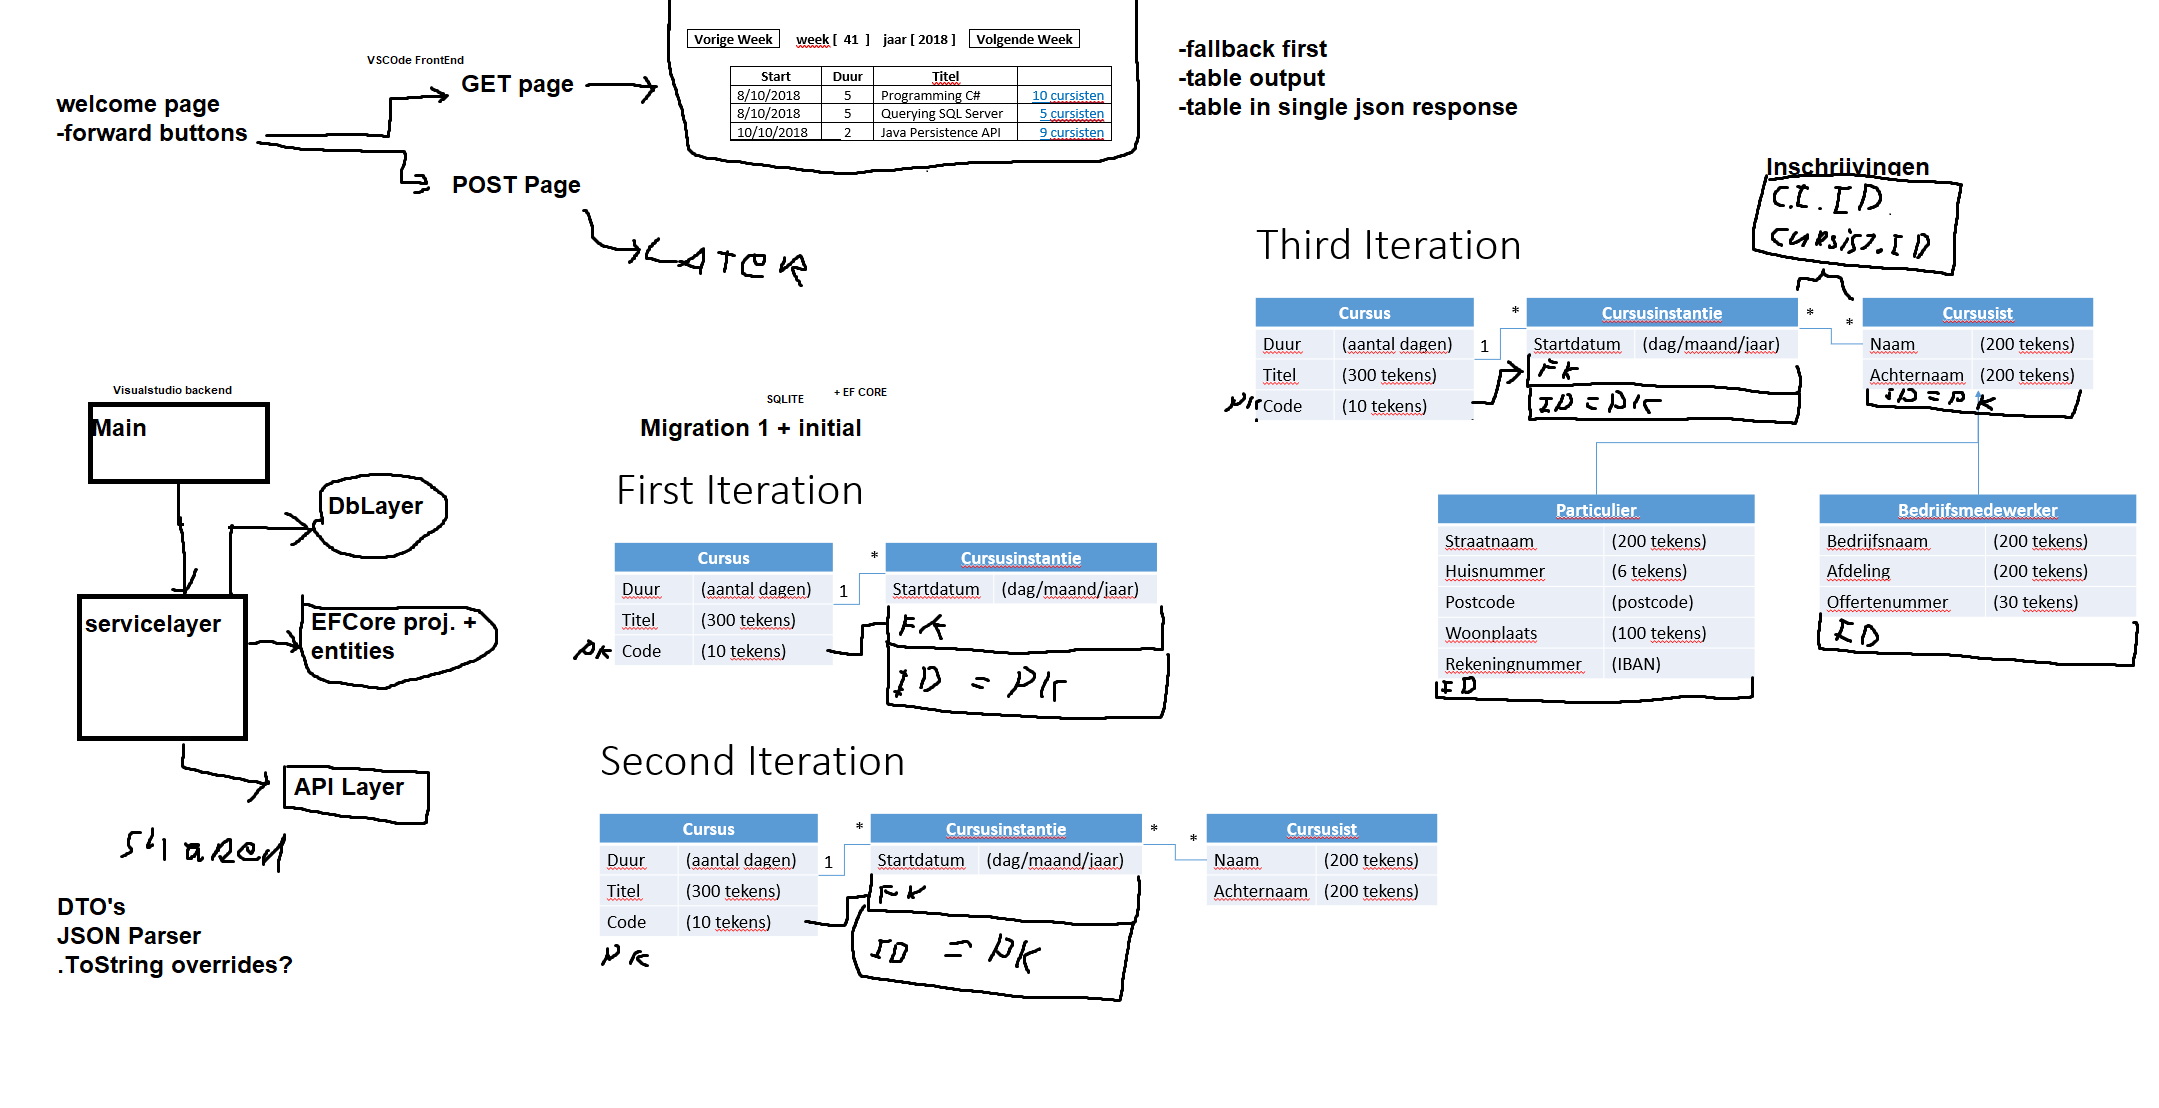 VSCOde FrontEnd
welcome page
-forward buttons
GET page
POST Page
LATER
Vorige Week week [ 41 ] jaar [ 2018 ] Volgende Week
Start Duur Titel
8/10/2018 5 Programming C# 10 cursisten
8/10/2018 5 Querying SQL Server 5 cursisten
10/10/2018 2 Java Persistence API 9 cursisten
-fallback first
-table output
-table in single json response
Visualstudio backend
Main
DbLayer
servicelayer
EFCore proj. +
entities
API Layer
SHARED
DTO's
JSON Parser
.ToString overrides?
SQLITE + EF CORE
Migration 1 + initial
First Iteration
Cursus
Duur (aantal dagen)
Titel (300 tekens)
PK Code (10 tekens)
1 *
Cursusinstantie
Startdatum (dag/maand/jaar)
FK
ID = PK
Second Iteration
Cursus
Duur (aantal dagen)
Titel (300 tekens)
Code (10 tekens)
PK
1 *
Cursusinstantie
Startdatum (dag/maand/jaar)
FK
ID = PK
* *
Cursusist
Naam (200 tekens)
Achternaam (200 tekens)
Third Iteration
Inschrijvingen
C.I. ID
Cursist.ID
Cursus
Duur (aantal dagen)
Titel (300 tekens)
PK Code (10 tekens)
1 *
Cursusinstantie
Startdatum (dag/maand/jaar)
FK
ID = PK
* *
Cursusist
Naam (200 tekens)
Achternaam (200 tekens)
ID = PK
Particulier
Straatnaam (200 tekens)
Huisnummer (6 tekens)
Postcode (postcode)
Woonplaats (100 tekens)
Rekeningnummer (IBAN)
ID
Bedrijfsmedewerker
Bedrijfsnaam (200 tekens)
Afdeling (200 tekens)
Offertenummer (30 tekens)
ID